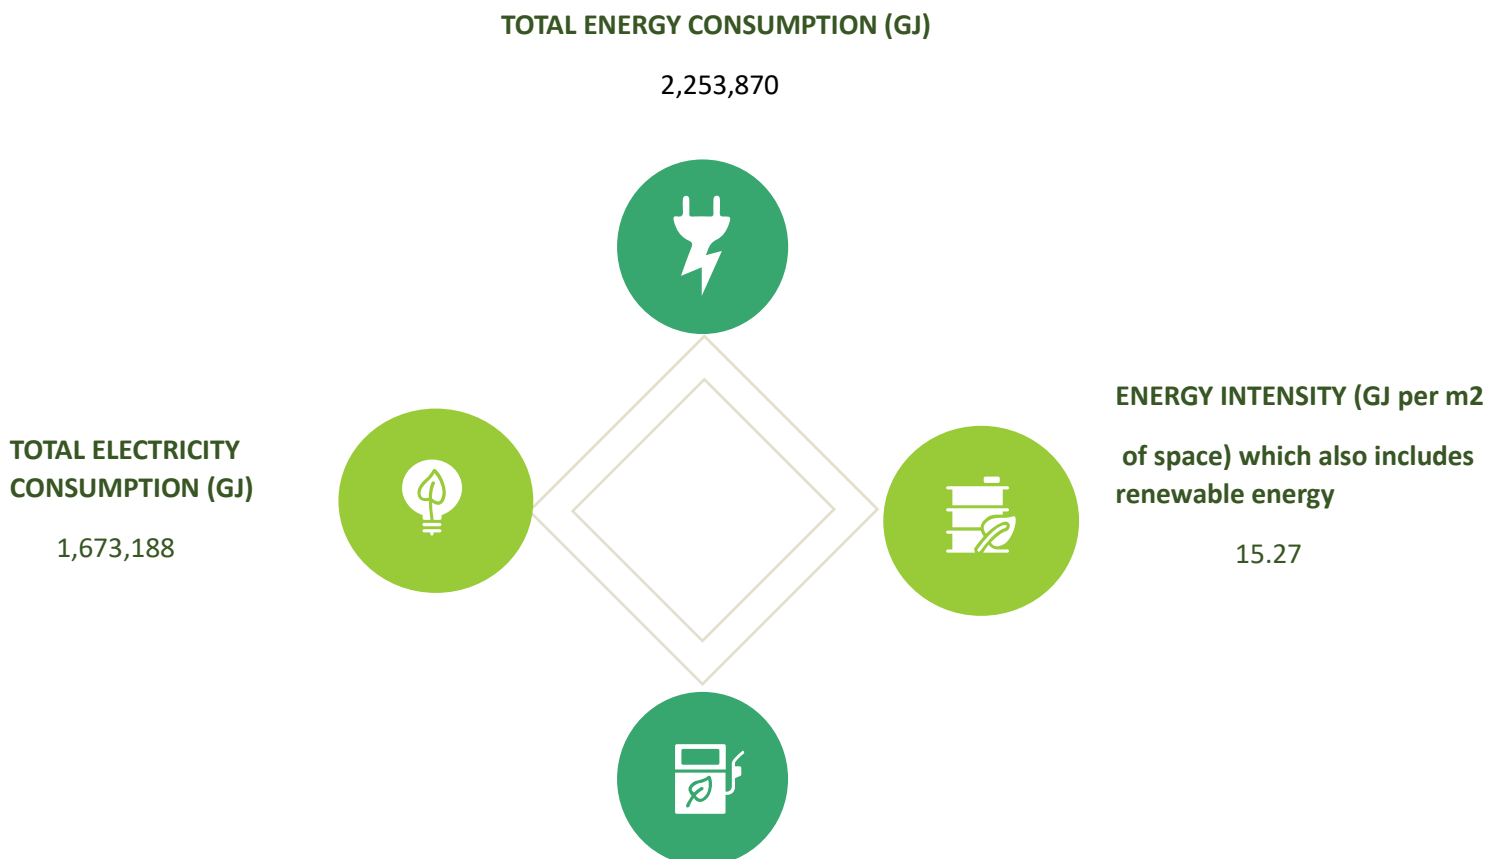 TOTAL ENERGY CONSUMPTION (GJ)
2,253,870
TOTAL ELECTRICITY
CONSUMPTION (GJ)
1,673,188
ENERGY INTENSITY (GJ per m2
of space) which also includes
renewable energy
15.27